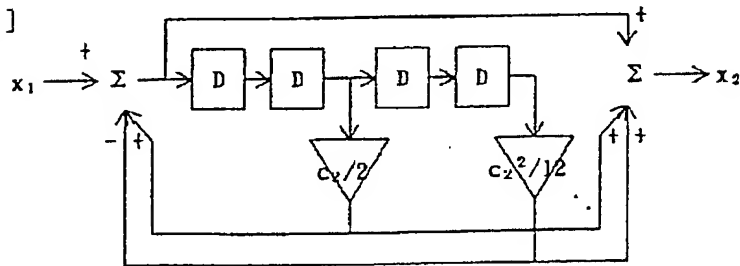 ]
+
x₁ Σ D D D D Σ x₂
+
- + + +
c₂/2 c₂²/12